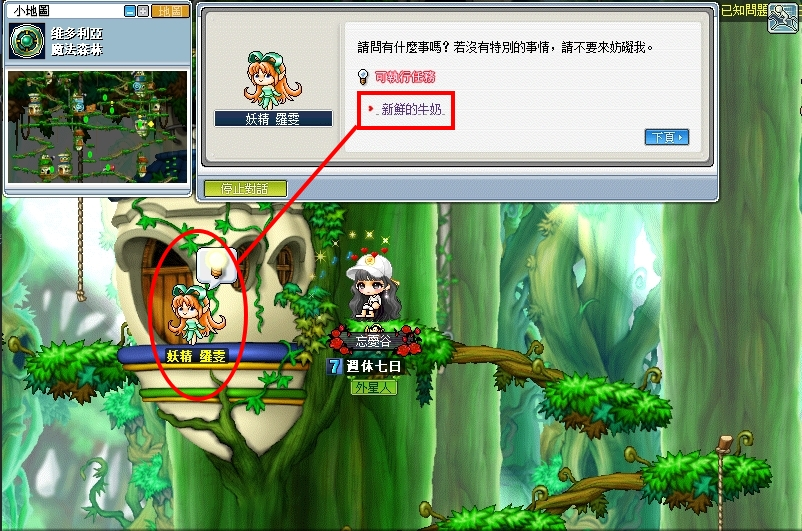 小地圖
地圖
維多利亞
魔法森林
請問有什麼事嗎? 若沒有特別的事情，請不要來妨礙我。
可執行任務
新鮮的牛奶
妖精 羅雯
下頁
停止對話
已知問題
妖精 羅雯
忘憂谷
7 週休七日
外星人